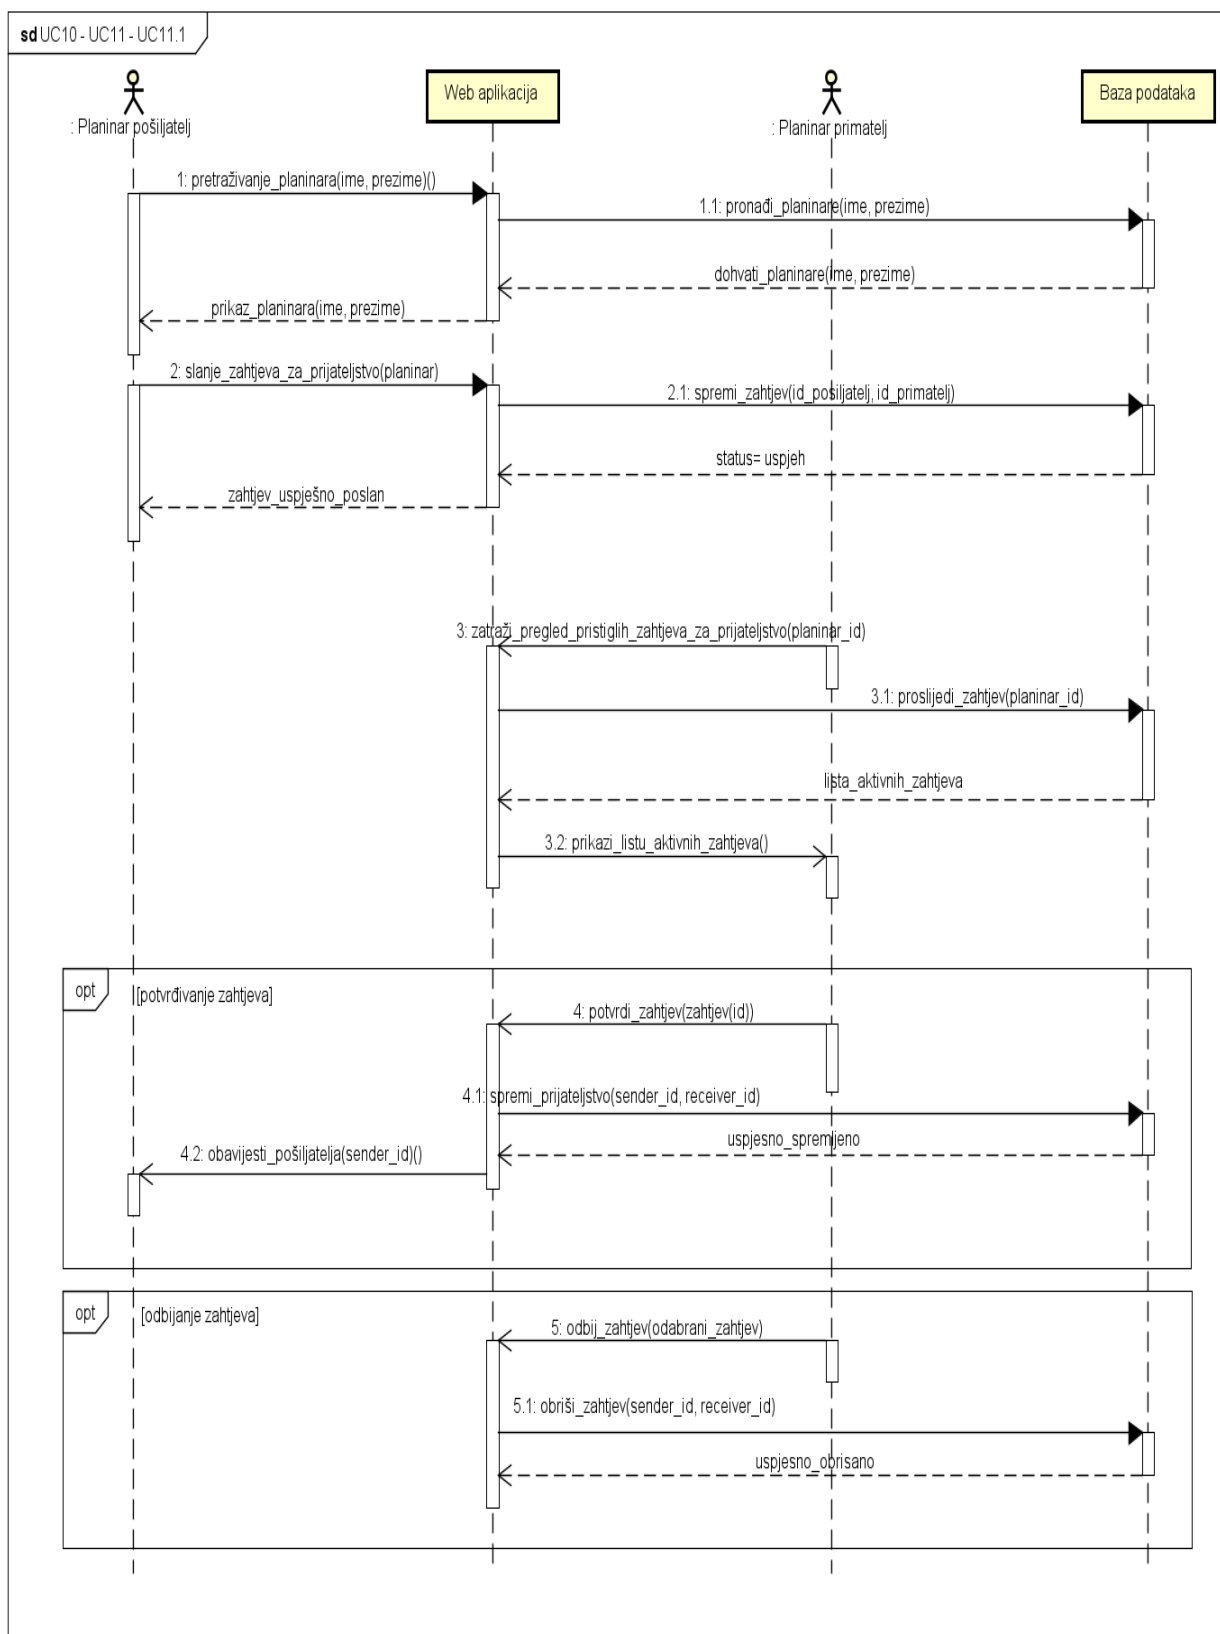 sd UC10 - UC11 - UC11.1
: Planinar pošiljatelj
Web aplikacija
: Planinar primatelj
Baza podataka
1: pretraživanje_planinara(ime, prezime)()
1.1: pronađi_planinare(ime, prezime)
dohvati_planinare(ime, prezime)
prikaz_planinara(ime, prezime)
2: slanje_zahtjeva_za_prijateljstvo(planinar)
2.1: spremi_zahtjev(id_posiljatelj, id_primatelj)
status= uspjeh
zahtjev_uspješno_poslan
3: zatraži_pregled_pristiglih_zahtjeva_za_prijateljstvo(planinar_id)
3.1: proslijedi_zahtjev(planinar_id)
lista_aktivnih_zahtjeva
3.2: prikazi_listu_aktivnih_zahtjeva()
opt
[potvrđivanje zahtjeva]
4: potvrdi_zahtjev(zahtjev(id))
4.1: spremi_prijateljstvo(sender_id, receiver_id)
uspjesno_spremljeno
4.2: obavijesti_pošiljatelja(sender_id)()
opt
[odbijanje zahtjeva]
5: odbij_zahtjev(odabrani_zahtjev)
5.1: obriši_zahtjev(sender_id, receiver_id)
uspjesno_obrisano